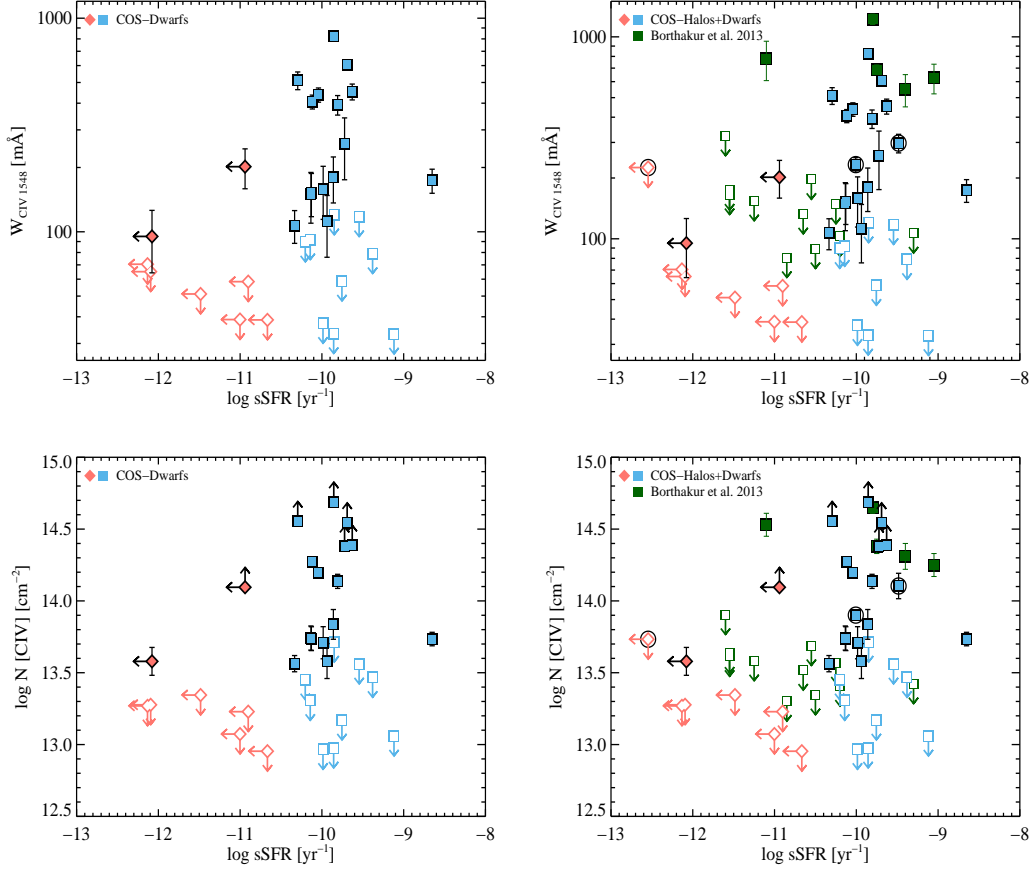 COS−Dwarfs
1000
100
W CIV 1548 [mÅ]
−13 −12 −11 −10 −9 −8
log sSFR [yr−1]
COS−Halos+Dwarfs
Borthakur et al. 2013
1000
100
W CIV 1548 [mÅ]
−13 −12 −11 −10 −9 −8
log sSFR [yr−1]
COS−Dwarfs
15.0
14.5
14.0
13.5
13.0
12.5
log N [CIV] [cm−2]
−13 −12 −11 −10 −9 −8
log sSFR [yr−1]
COS−Halos+Dwarfs
Borthakur et al. 2013
15.0
14.5
14.0
13.5
13.0
12.5
log N [CIV] [cm−2]
−13 −12 −11 −10 −9 −8
log sSFR [yr−1]